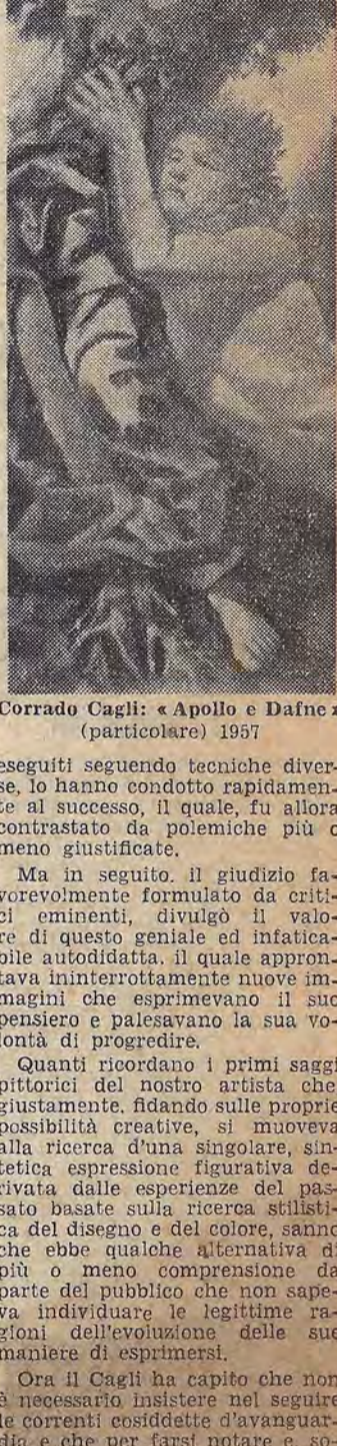 Corrado Cagli: « Apollo e Dafne »
(particolare) 1957
eseguiti seguendo tecniche diver-
se, lo hanno condotto rapidamen-
te al successo, il quale, fu allora
contrastato da polemiche più o
meno giustificate.
Ma in seguito. il giudizio fa-
vorevolmente formulato da criti-
ci eminenti, divulgò il valo-
re di questo geniale ed infatica-
bile autodidatta. il quale appron-
tava ininterrottamente nuove im-
magini che esprimevano il suo
pensiero e palesavano la sua vo-
lontà di progredire.
Quanti ricordano i primi saggi
pittorici del nostro artista che
giustamente. fidando sulle proprie
possibilità creative, si muoveva
alla ricerca d'una singolare, sin-
tetica espressione figurativa de-
rivata dalle esperienze del pas-
sato basate sulla ricerca stilisti-
ca del disegno e del colore, sanno
che ebbe qualche alternativa di
più o meno comprensione da
parte del pubblico che non sape-
va individuare le legittime ra-
gioni dell'evoluzione delle sue
maniere di esprimersi.
Ora il Cagli ha capito che non
è necessario insistere nel seguire
le correnti cosiddette d'avanguar-
dia e che per farsi notare e so-